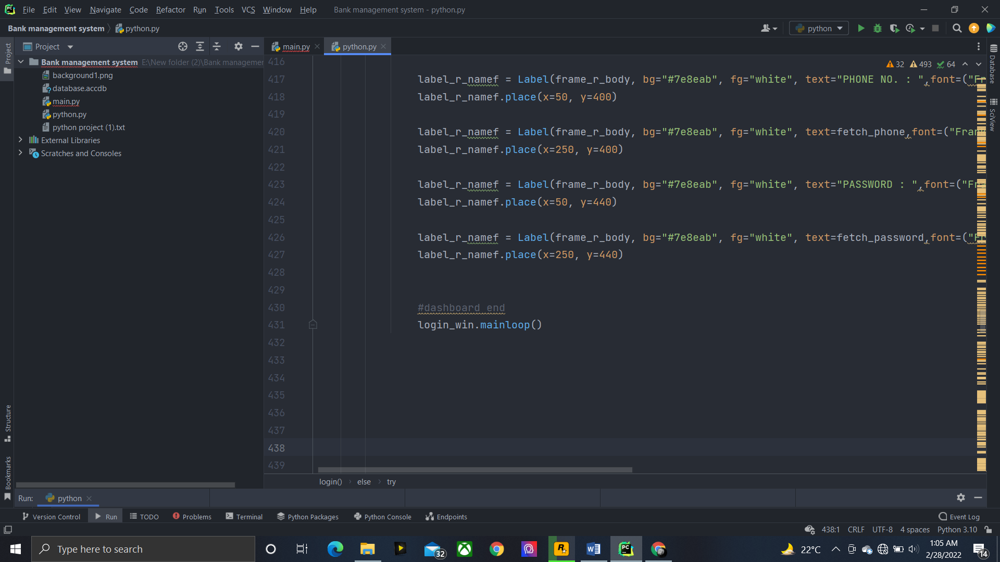 File Edit View Navigate Code Refactor Run Tools VCS Window Help Bank management system - python.py
Bank management system python.py python
Project main.py python.py
Bank management system E:\New folder (2)\Bank managemen
background1.png
database.accdb
main.py
python.py
python project (1).txt
External Libraries
Scratches and Consoles
Project
Structure
Bookmarks
Database
SciView
32 493 64
416
417 label_r_namef = Label(frame_r_body, bg="#7e8eab", fg="white", text="PHONE NO. : ",font=("Fr
418 label_r_namef.place(x=50, y=400)
419
420 label_r_namef = Label(frame_r_body, bg="#7e8eab", fg="white", text=fetch_phone,font=("Fran
421 label_r_namef.place(x=250, y=400)
422
423 label_r_namef = Label(frame_r_body, bg="#7e8eab", fg="white", text="PASSWORD : ",font=("Fra
424 label_r_namef.place(x=50, y=440)
425
426 label_r_namef = Label(frame_r_body, bg="#7e8eab", fg="white", text=fetch_password,font=("Fr
427 label_r_namef.place(x=250, y=440)
428
429
430 #dashboard end
431 login_win.mainloop()
432
433
434
435
436
437
438
439
login() else try
Run: python
Version Control Run TODO Problems Terminal Python Packages Python Console Endpoints Event Log
438:1 CRLF UTF-8 4 spaces Python 3.10
Type here to search 32 22°C 1:05 AM
2/28/2022 14